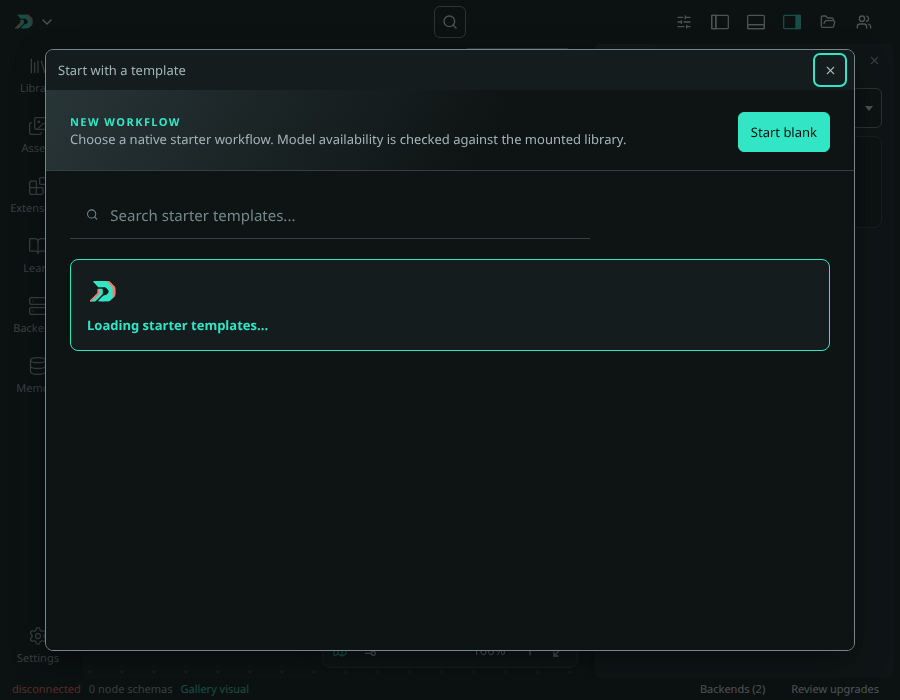 Start with a template
NEW WORKFLOW
Choose a native starter workflow. Model availability is checked against the mounted library.
Start blank
Search starter templates...
Loading starter templates...
Settings
disconnected 0 node schemas Gallery visual
Backends (2) Review upgrades